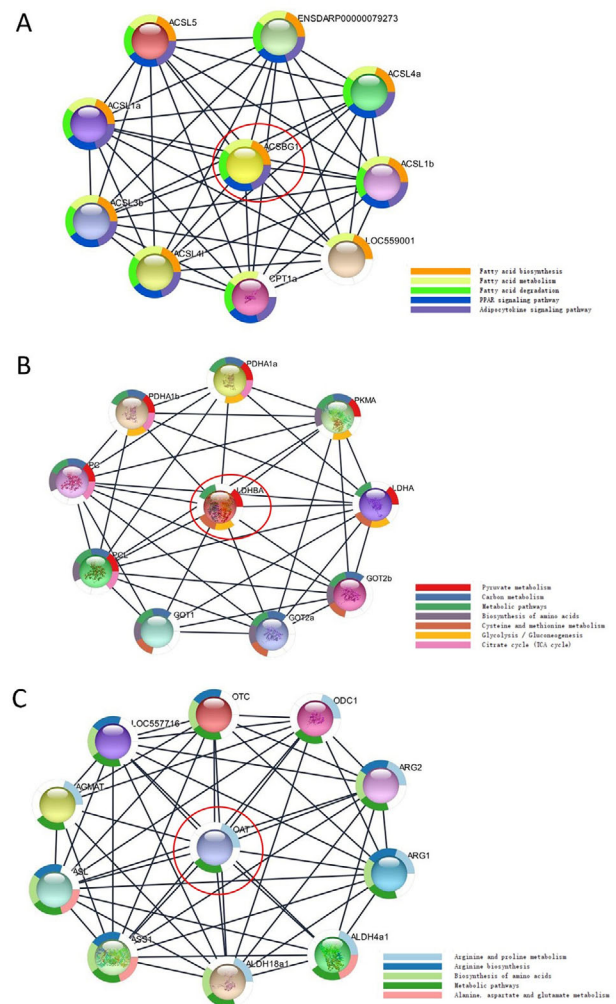 A
ACSL5
ENSDARP00000079273
ACSL4a
ACSL1a
ACSBG1
ACSL1b
ACSL3b
LOC559001
ACSL4l
CPT1a
Fatty acid biosynthesis
Fatty acid metabolism
Fatty acid degradation
PPAR signaling pathway
Adipocytokine signaling pathway
B
PDHA1a
PDHA1b
PKMA
PC
LDHBA
LDHA
PCL
GOT2b
GOT1
GOT2a
Pyruvate metabolism
Carbon metabolism
Metabolic pathways
Biosynthesis of amino acids
Cysteine and methionine metabolism
Glycolysis / Gluconeogenesis
Citrate cycle (TCA cycle)
C
OTC
ODC1
LOC557716
ARG2
AGMAT
OAT
ARG1
ASL
ASS1
ALDH4a1
ALDH18a1
Arginine and proline metabolism
Arginine biosynthesis
Biosynthesis of amino acids
Metabolic pathways
Alanine, aspartate and glutamate metabolism